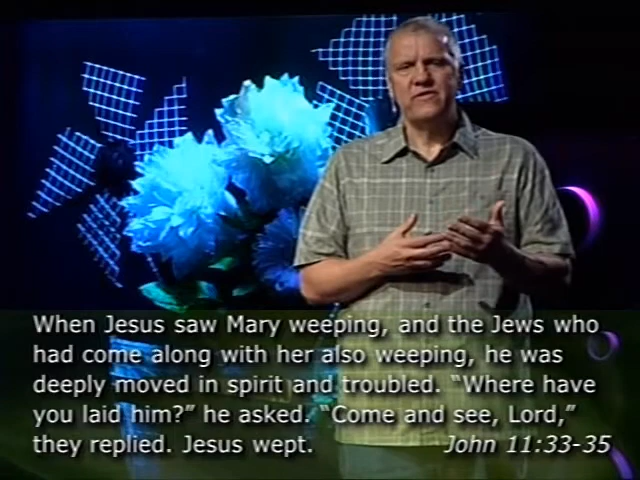 When Jesus saw Mary weeping, and the Jews who
had come along with her also weeping, he was
deeply moved in spirit and troubled. “Where have
you laid him?” he asked. “Come and see, Lord,”
they replied. Jesus wept. John 11:33-35